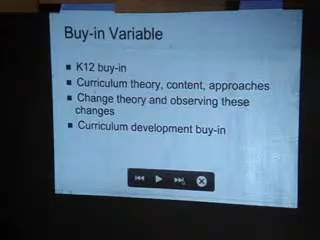 Buy-in Variable
K12 buy-in
Curriculum theory, content, approaches
Change theory and observing these
changes
Curriculum development buy-in